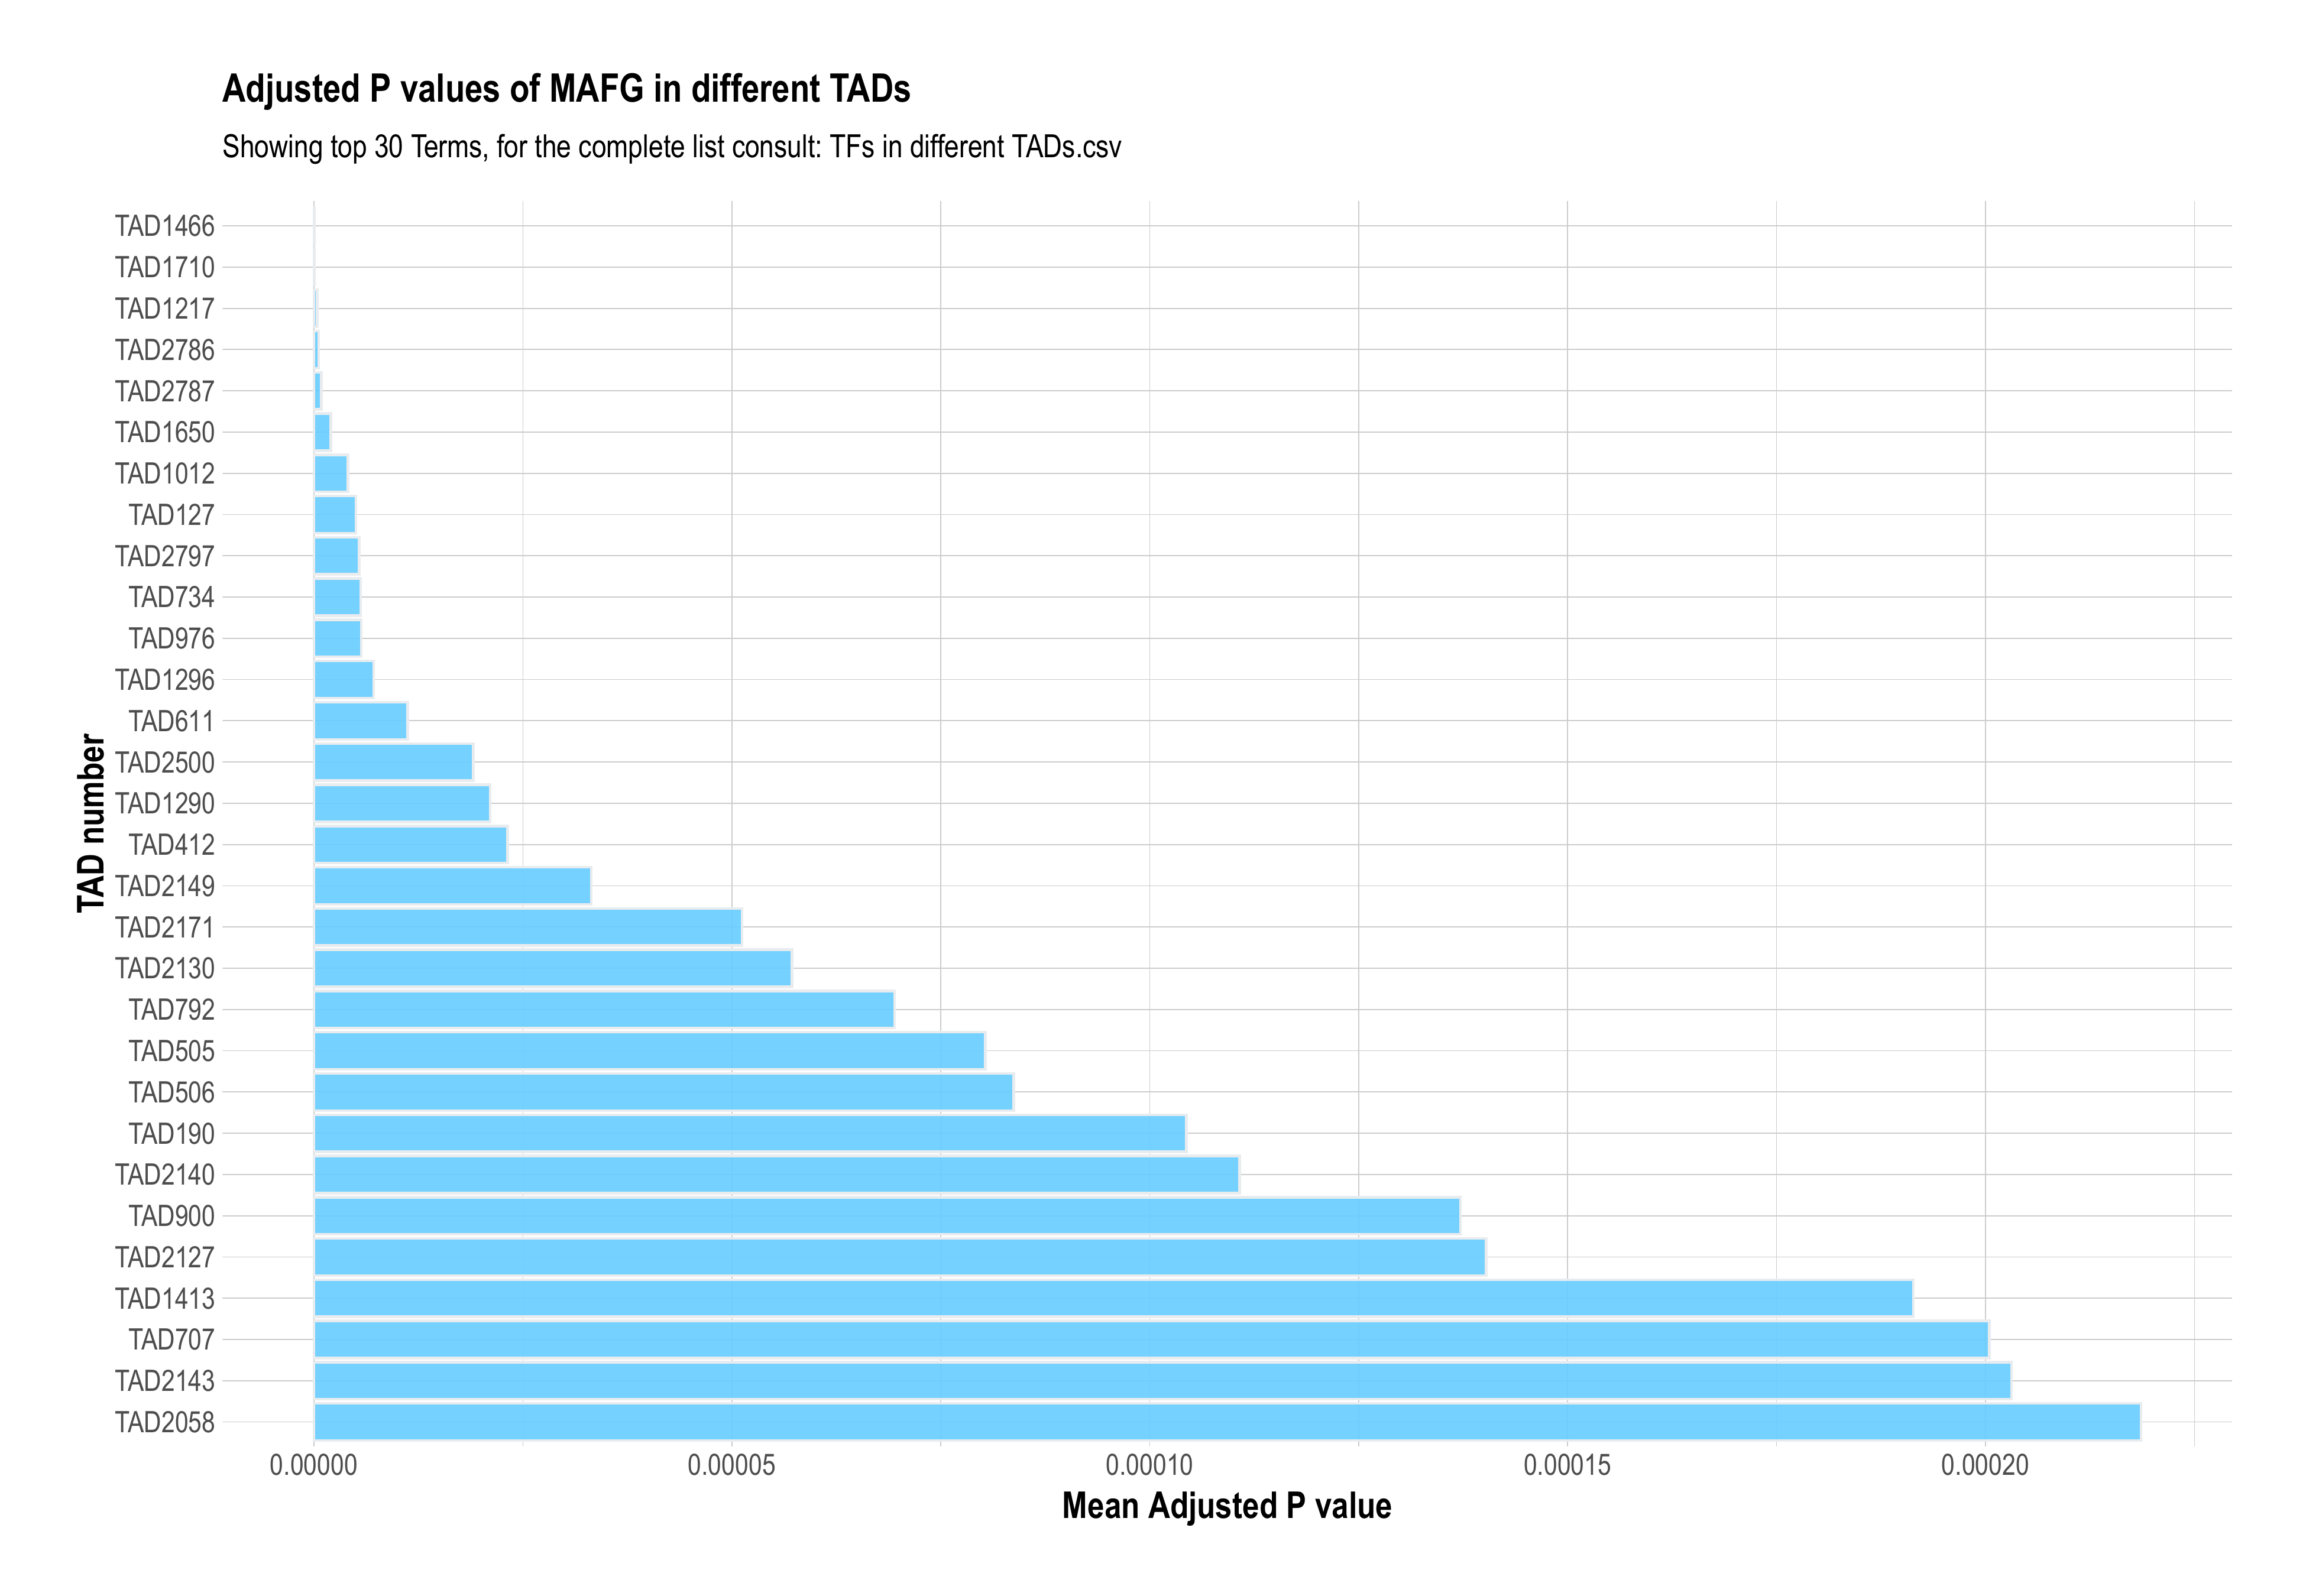 Adjusted P values of MAFG in different TADs
Showing top 30 Terms, for the complete list consult: TFs in different TADs.csv
TAD number
TAD1466
TAD1710
TAD1217
TAD2786
TAD2787
TAD1650
TAD1012
TAD127
TAD2797
TAD734
TAD976
TAD1296
TAD611
TAD2500
TAD1290
TAD412
TAD2149
TAD2171
TAD2130
TAD792
TAD505
TAD506
TAD190
TAD2140
TAD900
TAD2127
TAD1413
TAD707
TAD2143
TAD2058
0.00000 0.00005 0.00010 0.00015 0.00020
Mean Adjusted P value